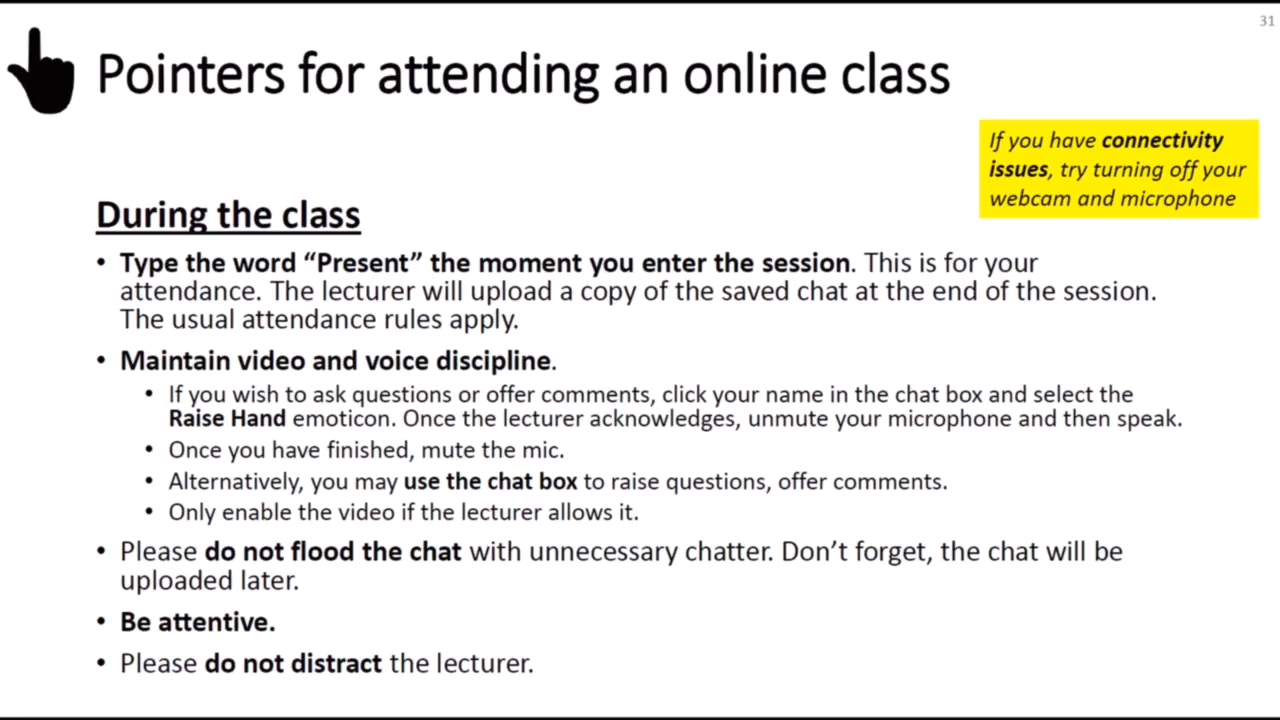 31
Pointers for attending an online class
If you have connectivity
issues, try turning off your
webcam and microphone
During the class
• Type the word “Present” the moment you enter the session. This is for your
attendance. The lecturer will upload a copy of the saved chat at the end of the session.
The usual attendance rules apply.
• Maintain video and voice discipline.
• If you wish to ask questions or offer comments, click your name in the chat box and select the
Raise Hand emoticon. Once the lecturer acknowledges, unmute your microphone and then speak.
• Once you have finished, mute the mic.
• Alternatively, you may use the chat box to raise questions, offer comments.
• Only enable the video if the lecturer allows it.
• Please do not flood the chat with unnecessary chatter. Don’t forget, the chat will be
uploaded later.
• Be attentive.
• Please do not distract the lecturer.